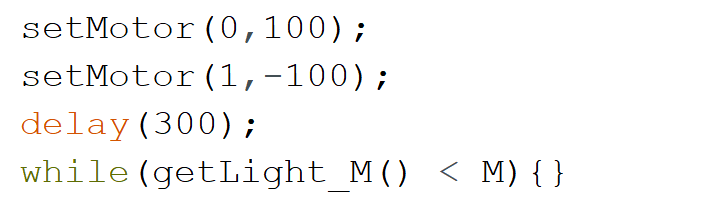 setMotor(0,100);
setMotor(1,-100);
delay(300);
while(getLight_M() < M){}